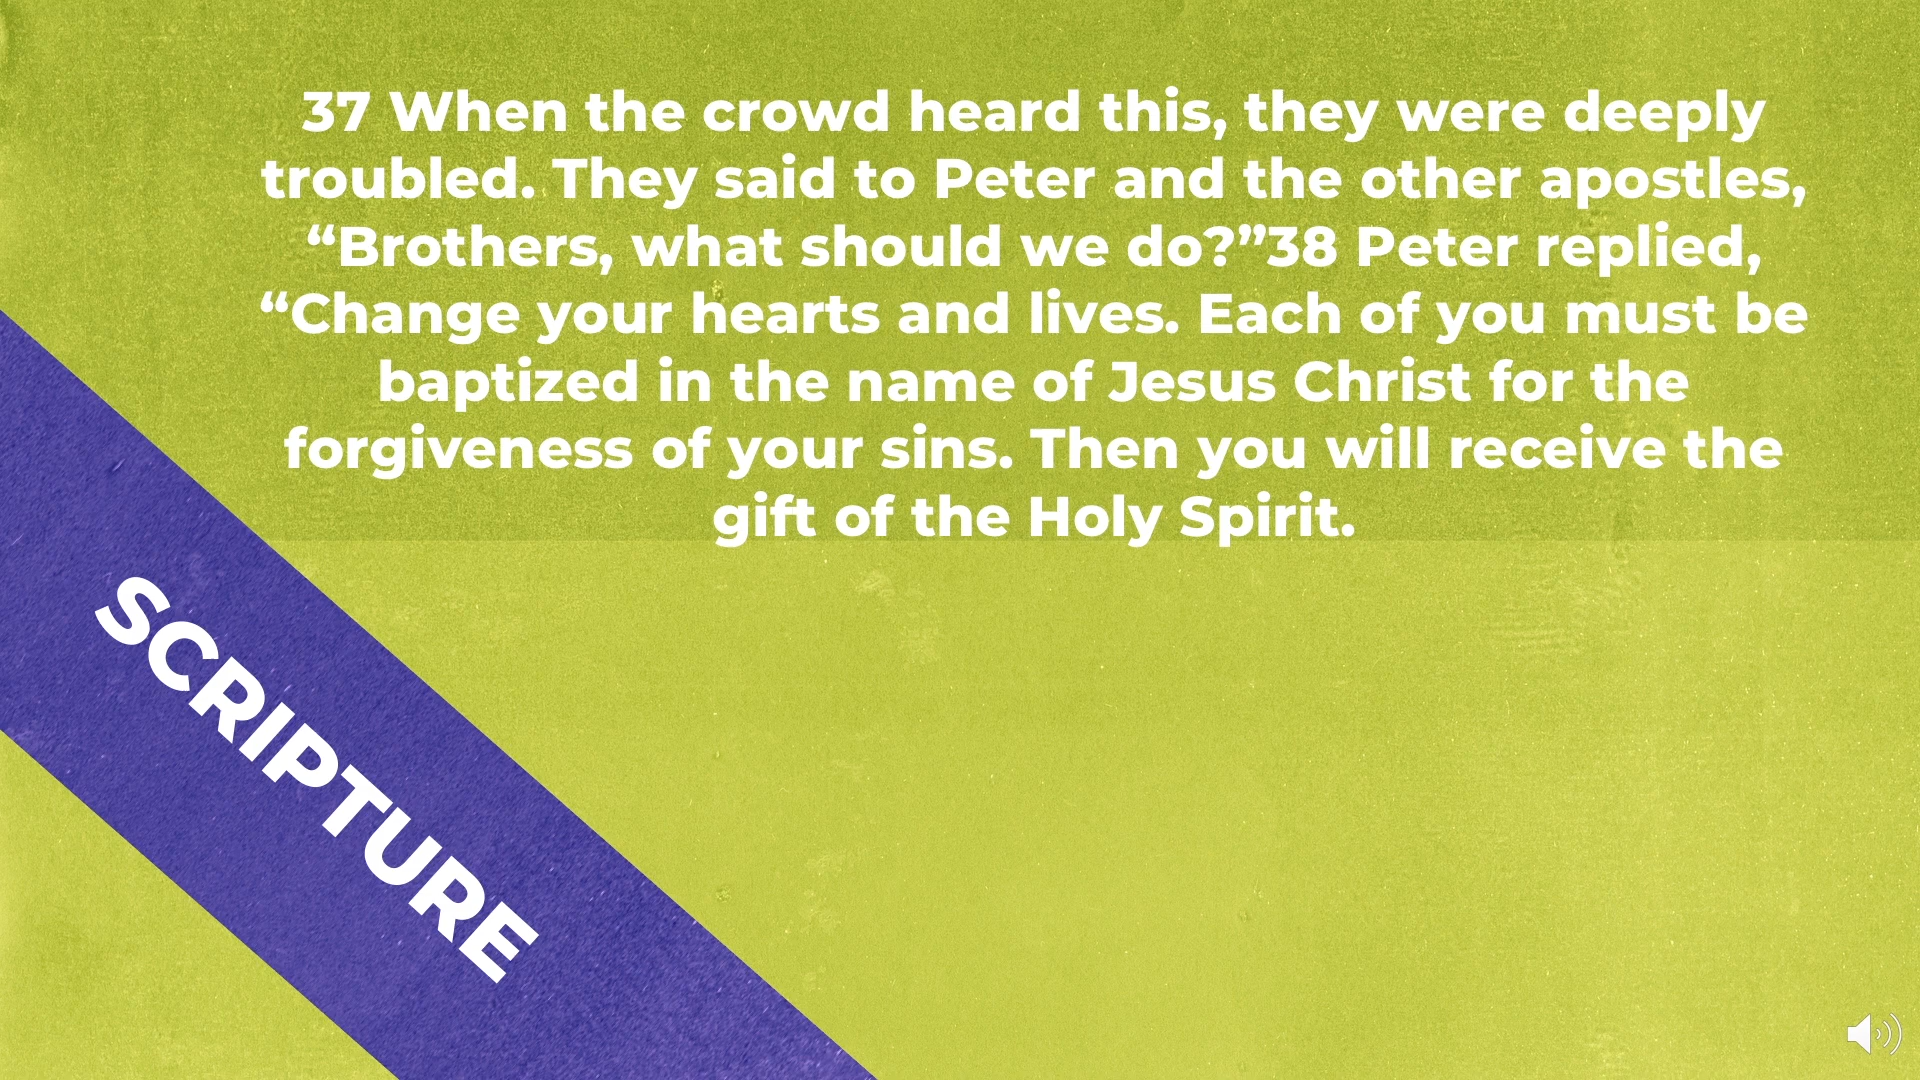 37 When the crowd heard this, they were deeply
troubled. They said to Peter and the other apostles,
“Brothers, what should we do?”38 Peter replied,
“Change your hearts and lives. Each of you must be
baptized in the name of Jesus Christ for the
forgiveness of your sins. Then you will receive the
gift of the Holy Spirit.
SCRIPTURE